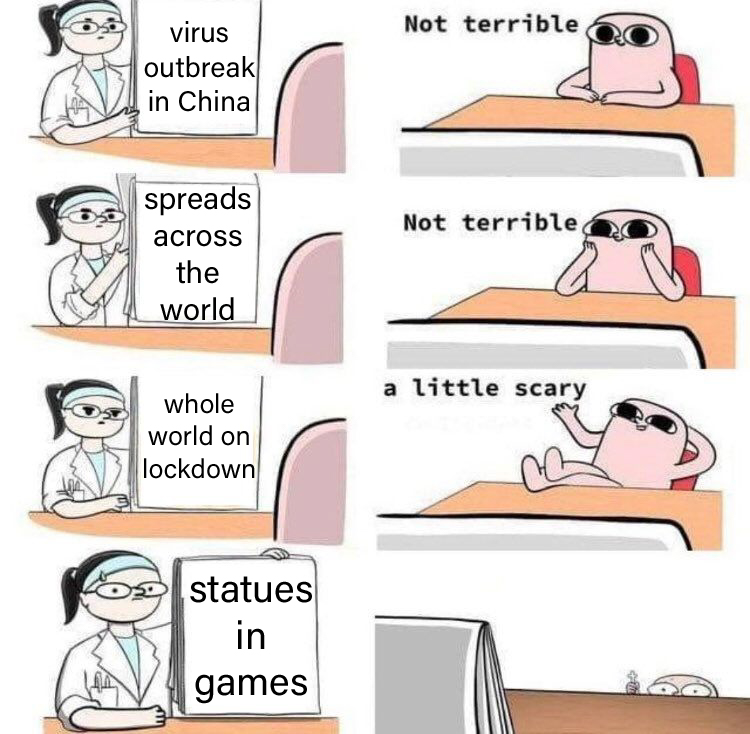 virus
outbreak
in China
Not terrible
spreads
across
the
world
Not terrible
whole
world on
lockdown
a little scary
statues
in
games